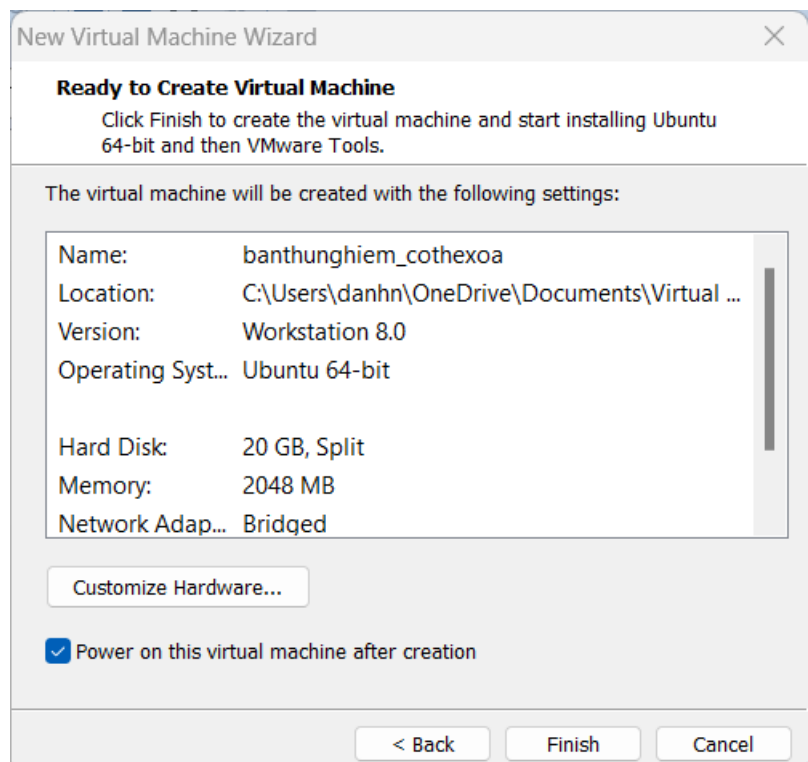 New Virtual Machine Wizard
Ready to Create Virtual Machine
Click Finish to create the virtual machine and start installing Ubuntu
64-bit and then VMware Tools.
The virtual machine will be created with the following settings:
Name: banthunghiem_cothexoa
Location: C:\Users\danhn\OneDrive\Documents\Virtual ...
Version: Workstation 8.0
Operating Syst... Ubuntu 64-bit
Hard Disk: 20 GB, Split
Memory: 2048 MB
Network Adap... Bridged
Customize Hardware...
Power on this virtual machine after creation
< Back Finish Cancel